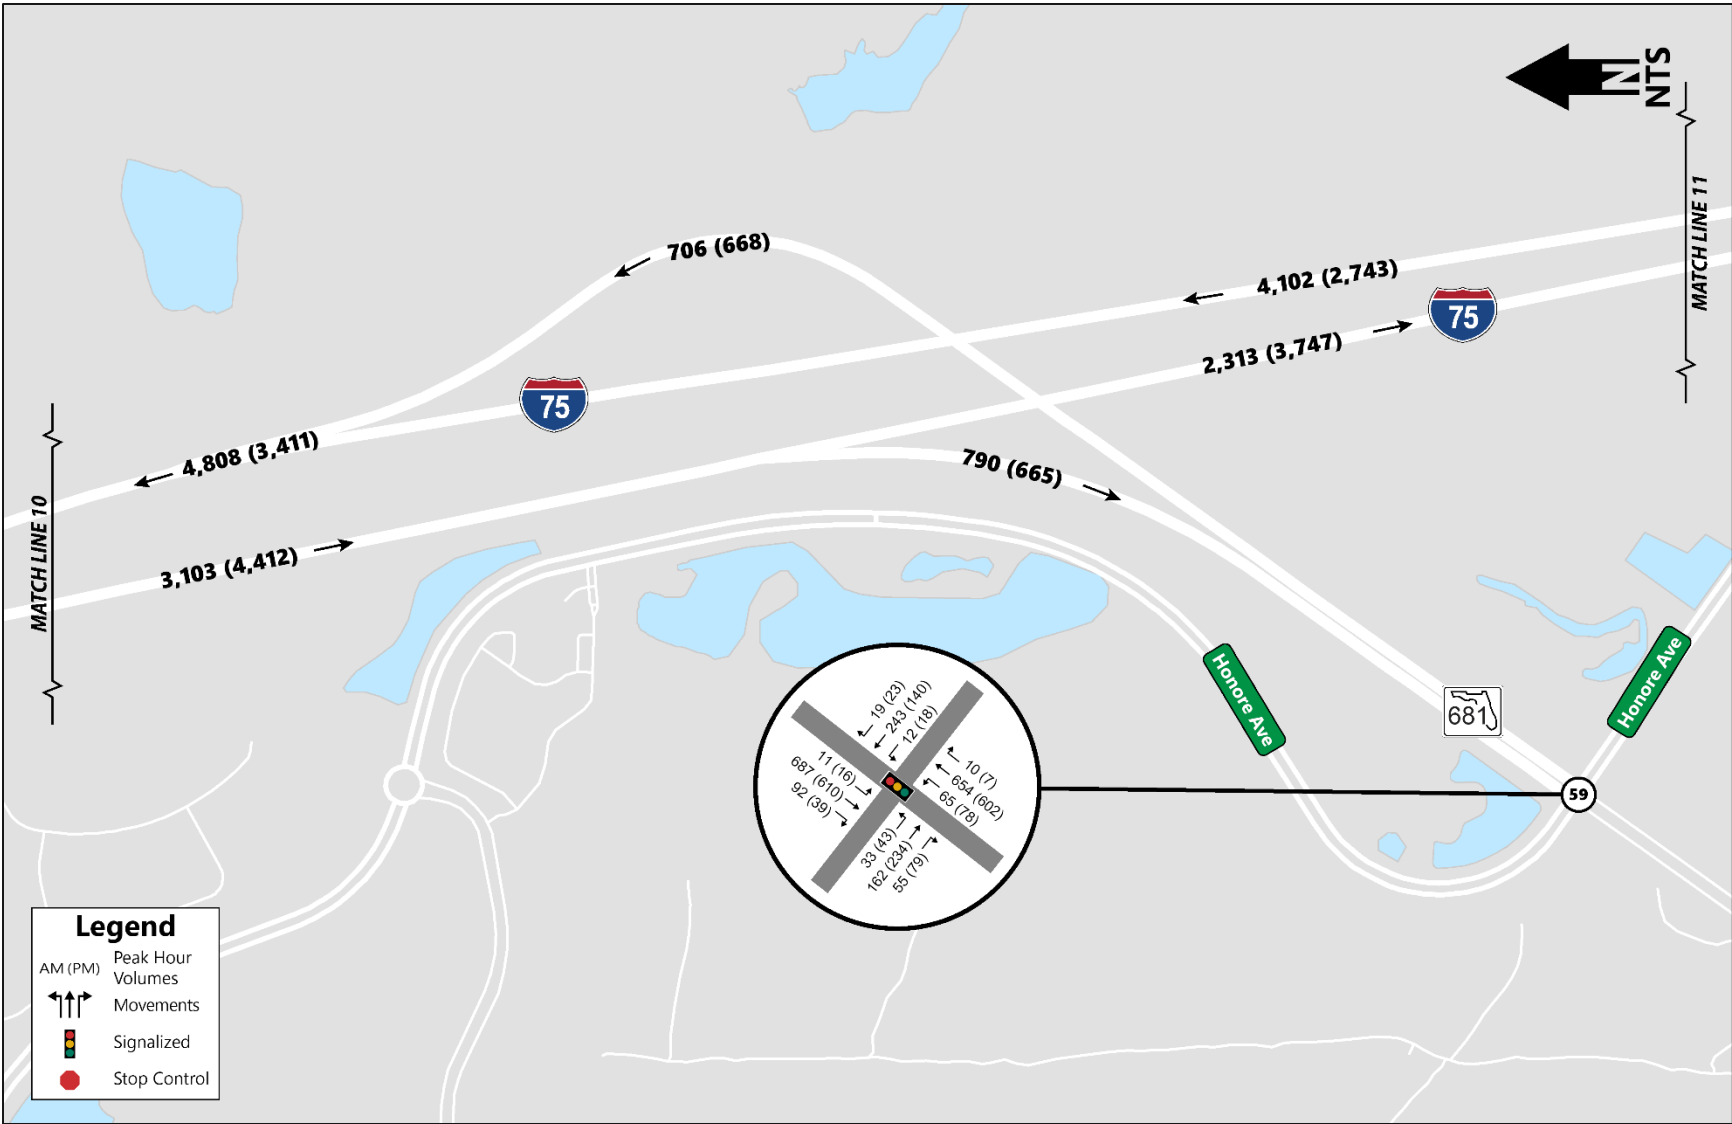 N
NTS
MATCH LINE 11
706 (668)
4,102 (2,743)
75
2,313 (3,747)
75
4,808 (3,411)
790 (665)
MATCH LINE 10
3,103 (4,412)
Honore Ave
Honore Ave
681
59
19 (23)
243 (140)
12 (18)
11 (16)
687 (610)
92 (39)
10 (7)
654 (602)
65 (78)
33 (43)
162 (234)
55 (79)
Legend
AM (PM) Peak Hour
Volumes
Movements
Signalized
Stop Control